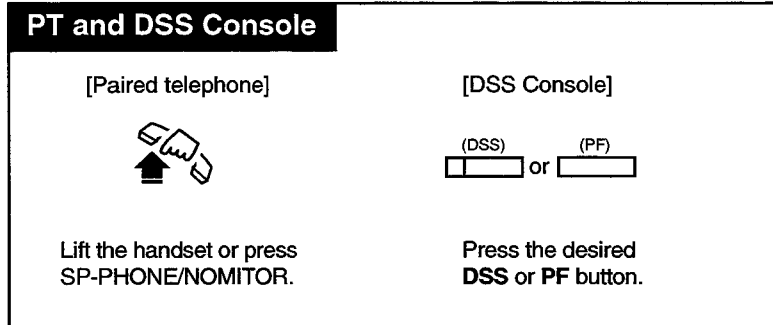 PT and DSS Console
[Paired telephone]
[DSS Console]
(DSS)
(PF)
or
Lift the handset or press
SP-PHONE/NOMITOR.
Press the desired
DSS or PF button.